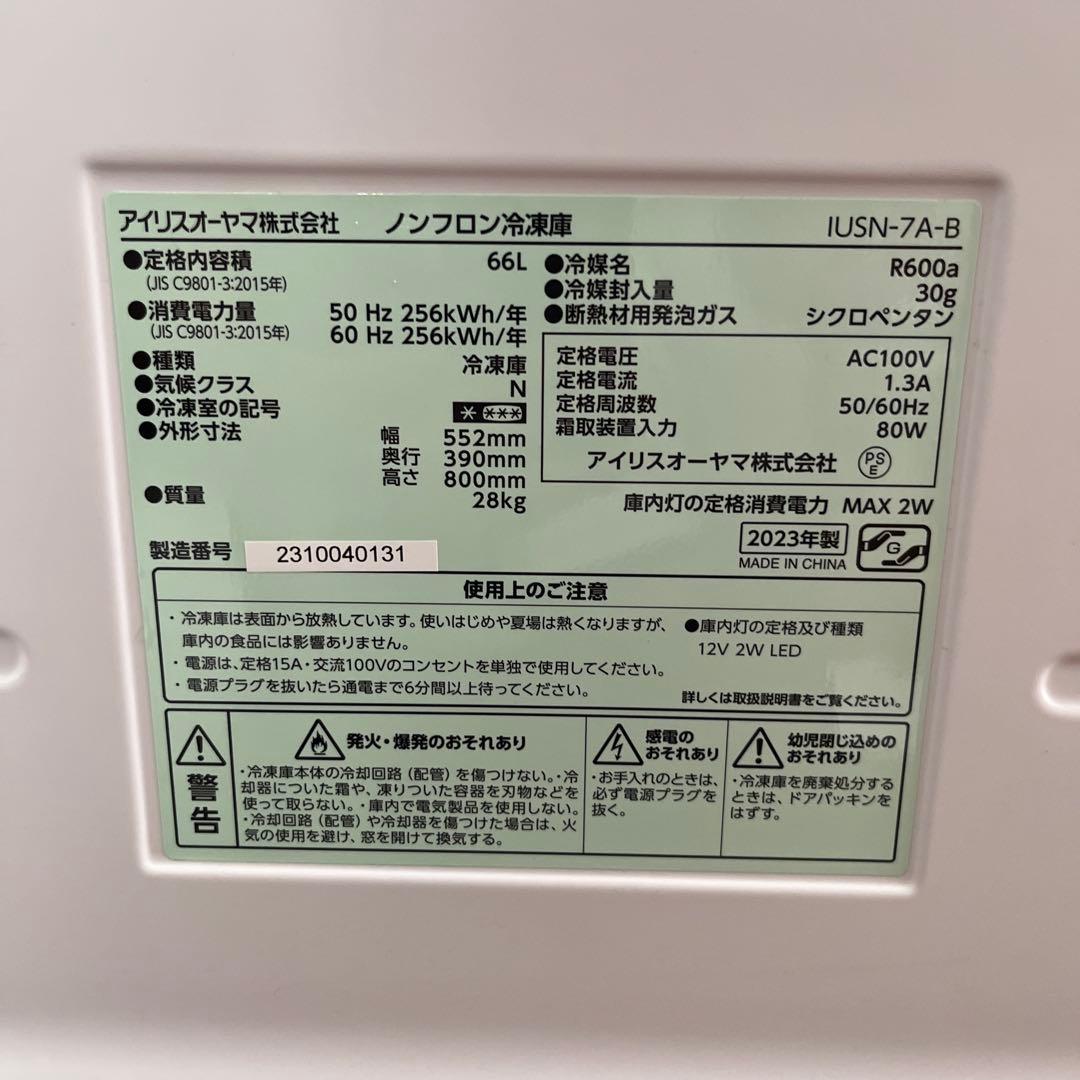 アイリスオーヤマ株式会社 ノンフロン冷凍庫 IUSN-7A-B
●定格内容積 66L
(JIS C9801-3:2015年)
●消費電力量 50 Hz 256kWh/年
(JIS C9801-3:2015年) 60 Hz 256kWh/年
●種類 冷凍庫
●気候クラス N
●冷凍室の記号 * ***
●外形寸法 幅 552mm
奥行 390mm
高さ 800mm
●質量 28kg
製造番号 2310040131
●冷媒名 R600a
●冷媒封入量 30g
●断熱材用発泡ガス シクロペンタン
定格電圧 AC100V
定格電流 1.3A
定格周波数 50/60Hz
霜取装置入力 80W
アイリスオーヤマ株式会社 PSE
庫内灯の定格消費電力 MAX 2W
2023年製
MADE IN CHINA
G
使用上のご注意
・冷凍庫は表面から放熱しています。使いはじめや夏場は熱くなりますが、
庫内の食品には影響ありません。
・電源は、定格15A・交流100Vのコンセントを単独で使用してください。
・電源プラグを抜いたら通電まで6分間以上待ってください。
●庫内灯の定格及び種類
12V 2W LED
詳しくは取扱説明書をご覧ください。
警告
発火・爆発のおそれあり
・冷凍庫本体の冷却回路（配管）を傷つけない。・冷
却器についた霜や、凍りついた容器を刃物などを
使って取らない。・庫内で電気製品を使用しない。
・冷却回路（配管）や冷却器を傷つけた場合は、火
気の使用を避け、窓を開けて換気する。
感電の
おそれあり
・お手入れのときは、
必ず電源プラグを
抜く。
幼児閉じ込めの
おそれあり
・冷凍庫を廃棄処分する
ときは、ドアパッキンを
はずす。